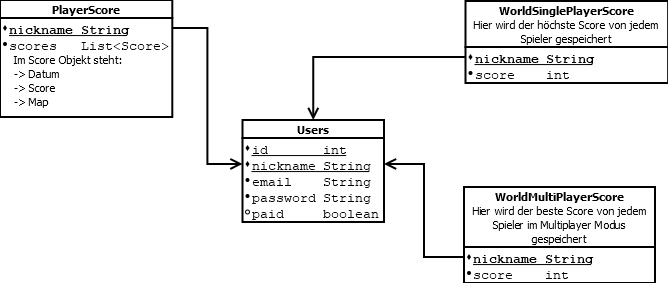 PlayerScore
nickname String
scores List<Score>
Im Score Objekt steht:
-> Datum
-> Score
-> Map
WorldSinglePlayerScore
Hier wird der höchste Score von jedem
Spieler gespeichert
nickname String
score int
Users
id int
nickname String
email String
password String
paid boolean
WorldMultiPlayerScore
Hier wird der beste Score von jedem
Spieler im Multiplayer Modus
gespeichert
nickname String
score int